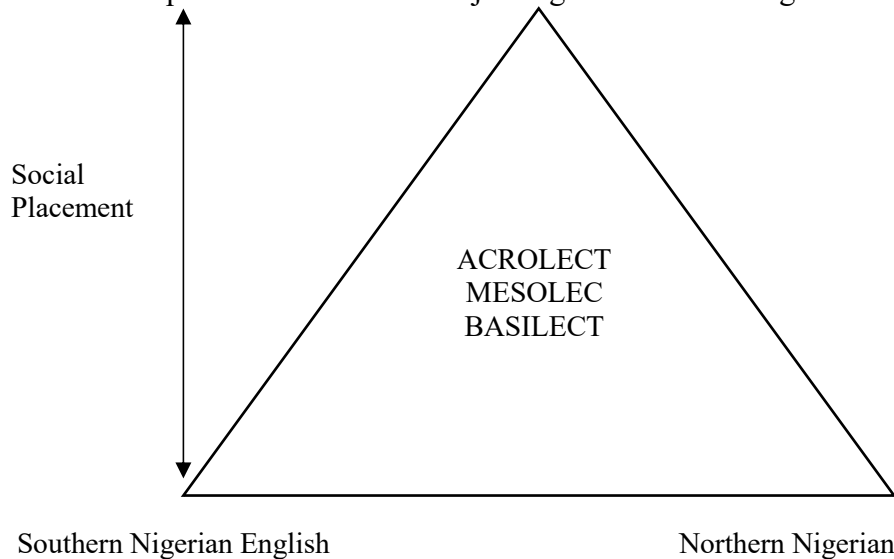 Social
Placement
ACROLECT
MESOLEC
BASILECT
Southern Nigerian English
Northern Nigerian